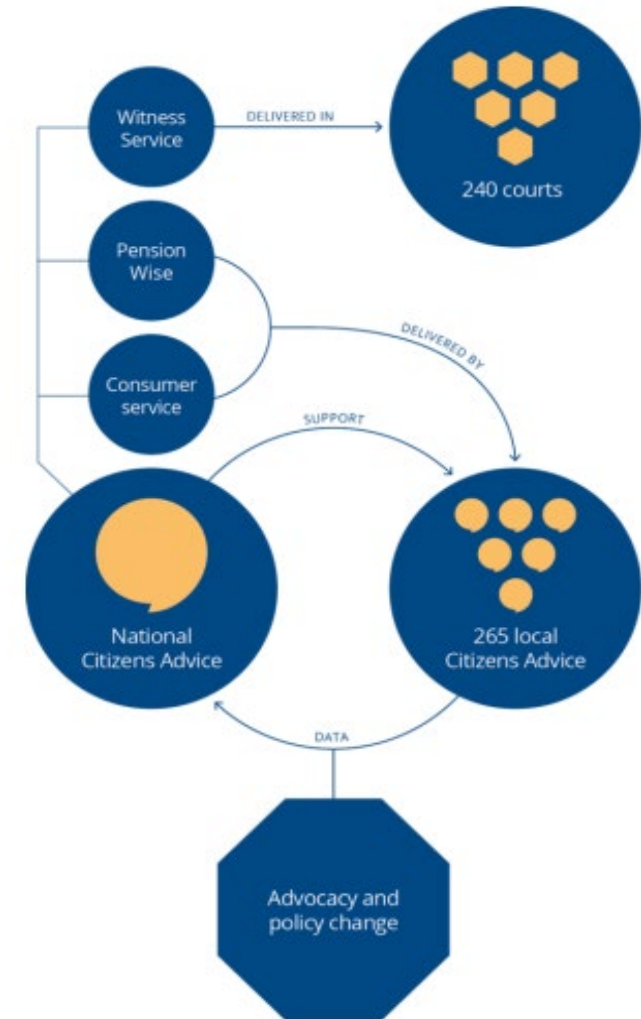 Witness
Service
DELIVERED IN
240 courts
Pension
Wise
DELIVERED BY
Consumer
service
SUPPORT
National
Citizens Advice
265 local
Citizens Advice
DATA
Advocacy and
policy change